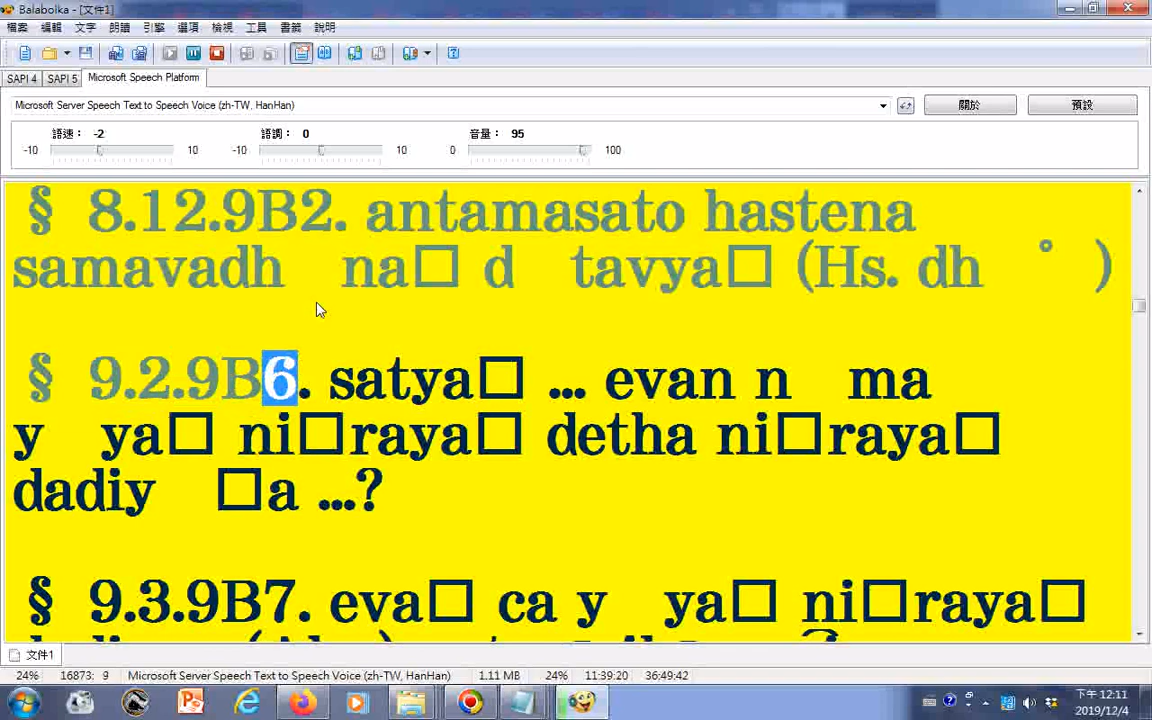 Balabolka - [文件1]
檔案 編輯 文字 朗讀 引擎 選項 檢視 工具 書籤 說明
SAPI 4 SAPI 5 Microsoft Speech Platform
Microsoft Server Speech Text to Speech Voice (zh-TW, HanHan) 關於 預設
語速： -2 語調： 0 音量： 95
-10 10 -10 10 0 100
§ 8.12.9B2. antamasato hastena
samavadh na□ d tavya□ (Hs. dh ° )
§ 9.2.9B6. satya□ ... evan n ma
y ya□ ni□raya□ detha ni□raya□
dadiy □a ...?
§ 9.3.9B7. eva□ ca y ya□ ni□raya□
文件1
24% 16873: 9 Microsoft Server Speech Text to Speech Voice (zh-TW, HanHan) 1.11 MB 24% 11:39:20 36:49:42
下午 12:11
2019/12/4